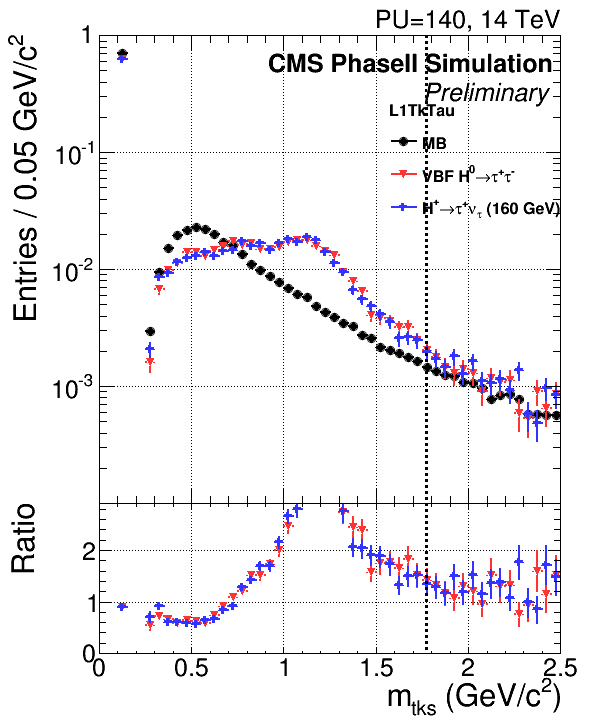 PU=140, 14 TeV
CMS PhaseII Simulation
Preliminary
L1TkTau
MB
VBF H⁰→τ⁺τ⁻
H⁺→τ⁺ντ (160 GeV)
Entries / 0.05 GeV/c²
1
10⁻¹
10⁻²
10⁻³
Ratio
2
1
0
0 0.5 1 1.5 2 2.5
m_tks (GeV/c²)